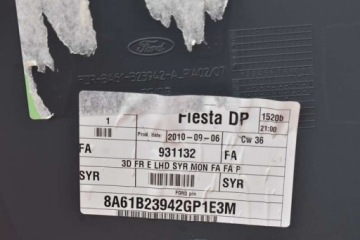 Ford
Fiesta DP
1520b
21:00
1
Prod. date
2010-09-06
Cw 36
FA
931132
FA
3D FR E LHD SYR MON FA FA P
SYR
SYR
FORD p/n
8A61B23942GP1E3M